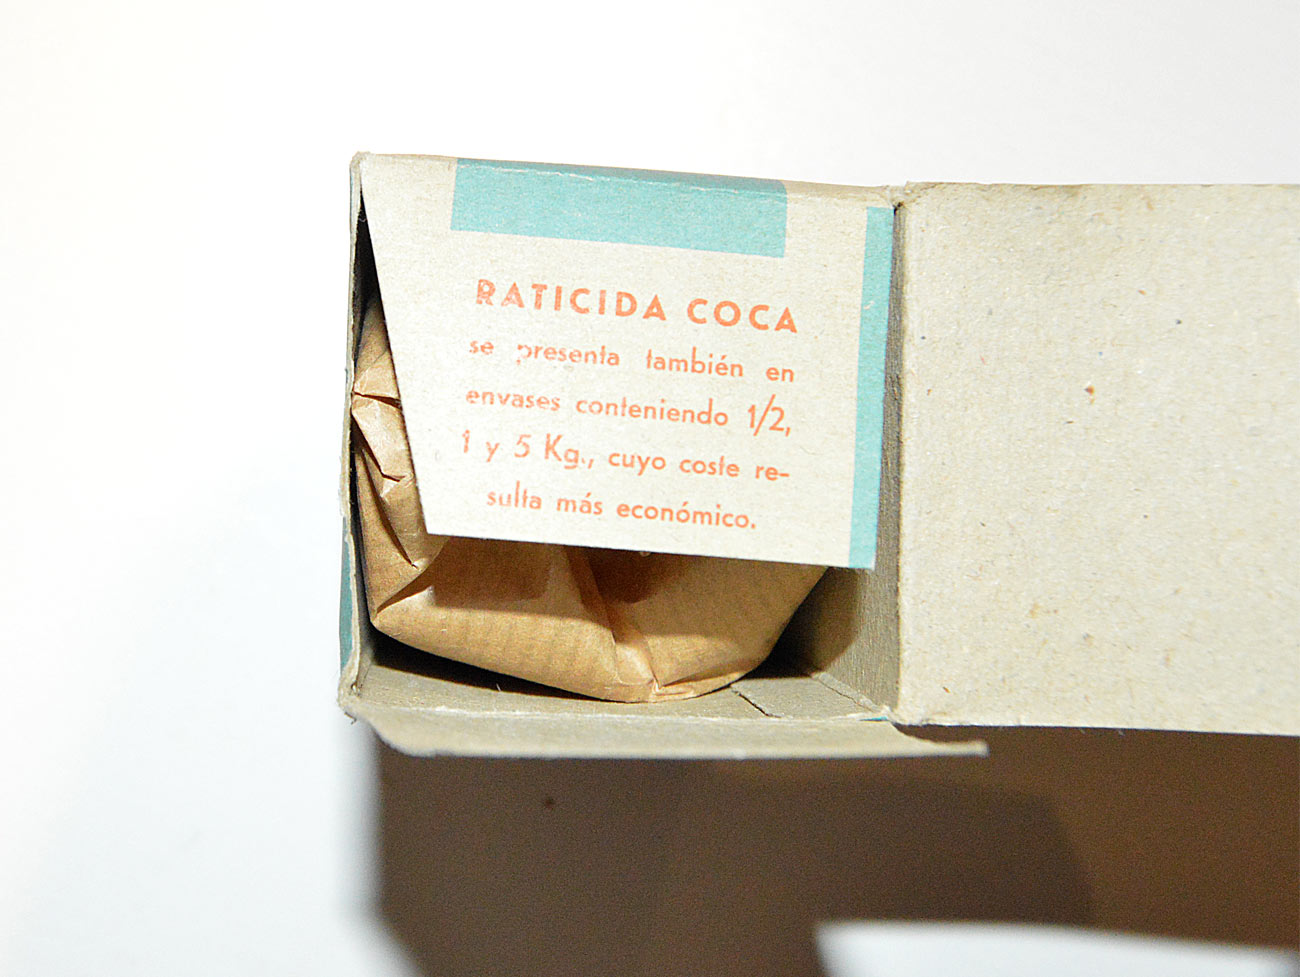 RATICIDA COCA
se presenta también en
envases conteniendo 1/2,
1 y 5 Kg., cuyo coste re-
sulta más económico.